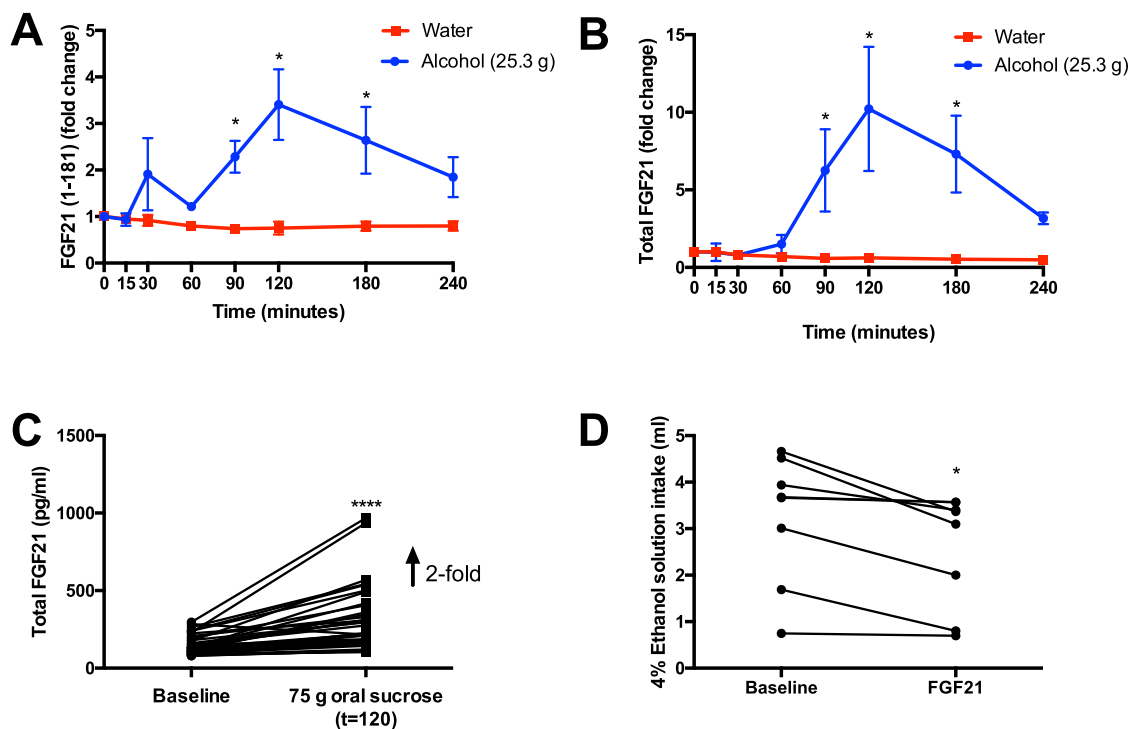 A
Water
Alcohol (25.3 g)
FGF21 (1-181) (fold change)
5
4
3
2
1
0
*
*
*
0 15 30 60 90 120 180 240
Time (minutes)
B
Water
Alcohol (25.3 g)
Total FGF21 (fold change)
15
10
5
0
*
*
*
0 15 30 60 90 120 180 240
Time (minutes)
C
Total FGF21 (pg/ml)
1500
1000
500
0
****
2-fold
Baseline
75 g oral sucrose
(t=120)
D
4% Ethanol solution intake (ml)
5
4
3
2
1
0
*
Baseline
FGF21